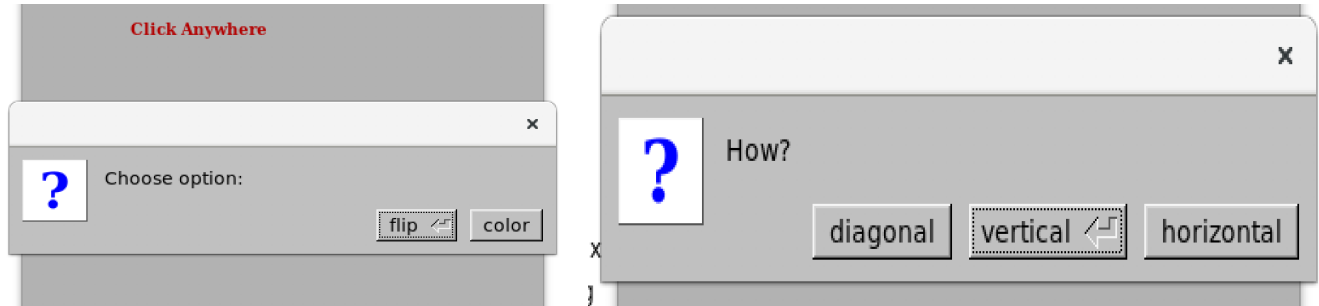 Click Anywhere
x
?
Choose option:
flip
color
x
?
How?
diagonal
vertical
horizontal
x